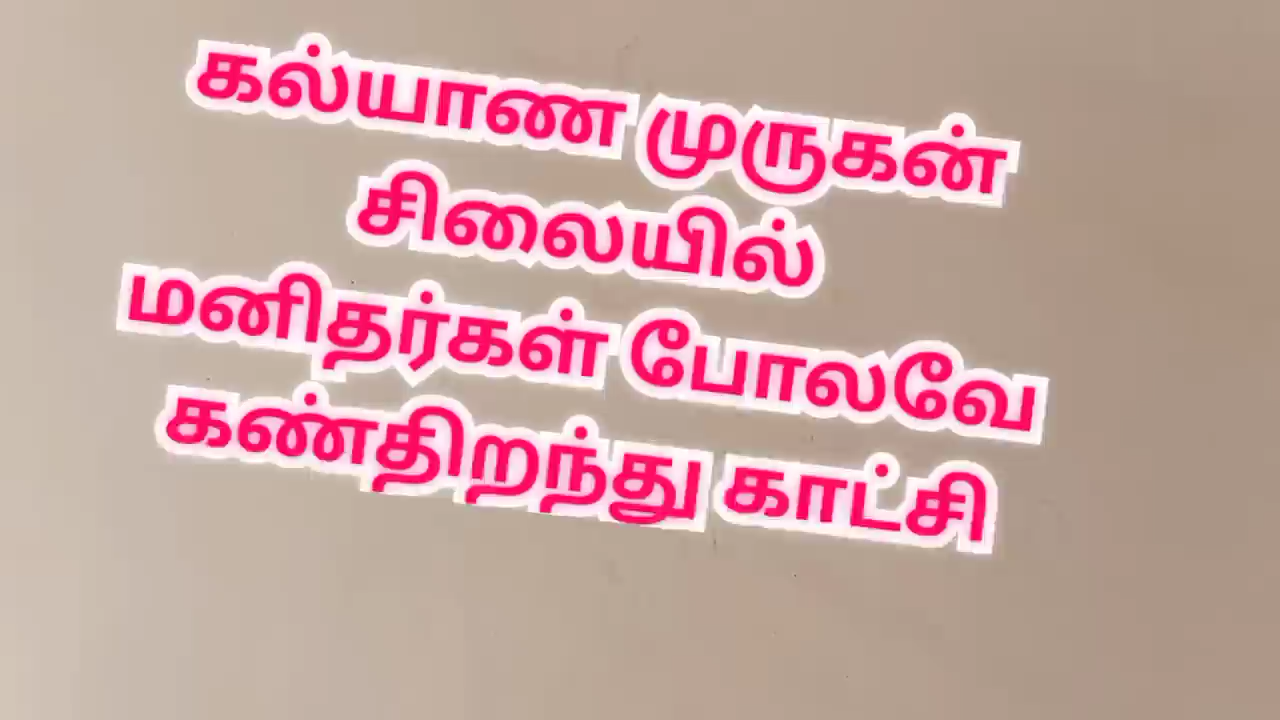 கல்யாண முருகன்
சிலையில்
மனிதர்கள் போலவே
கண்திறந்து காட்சி